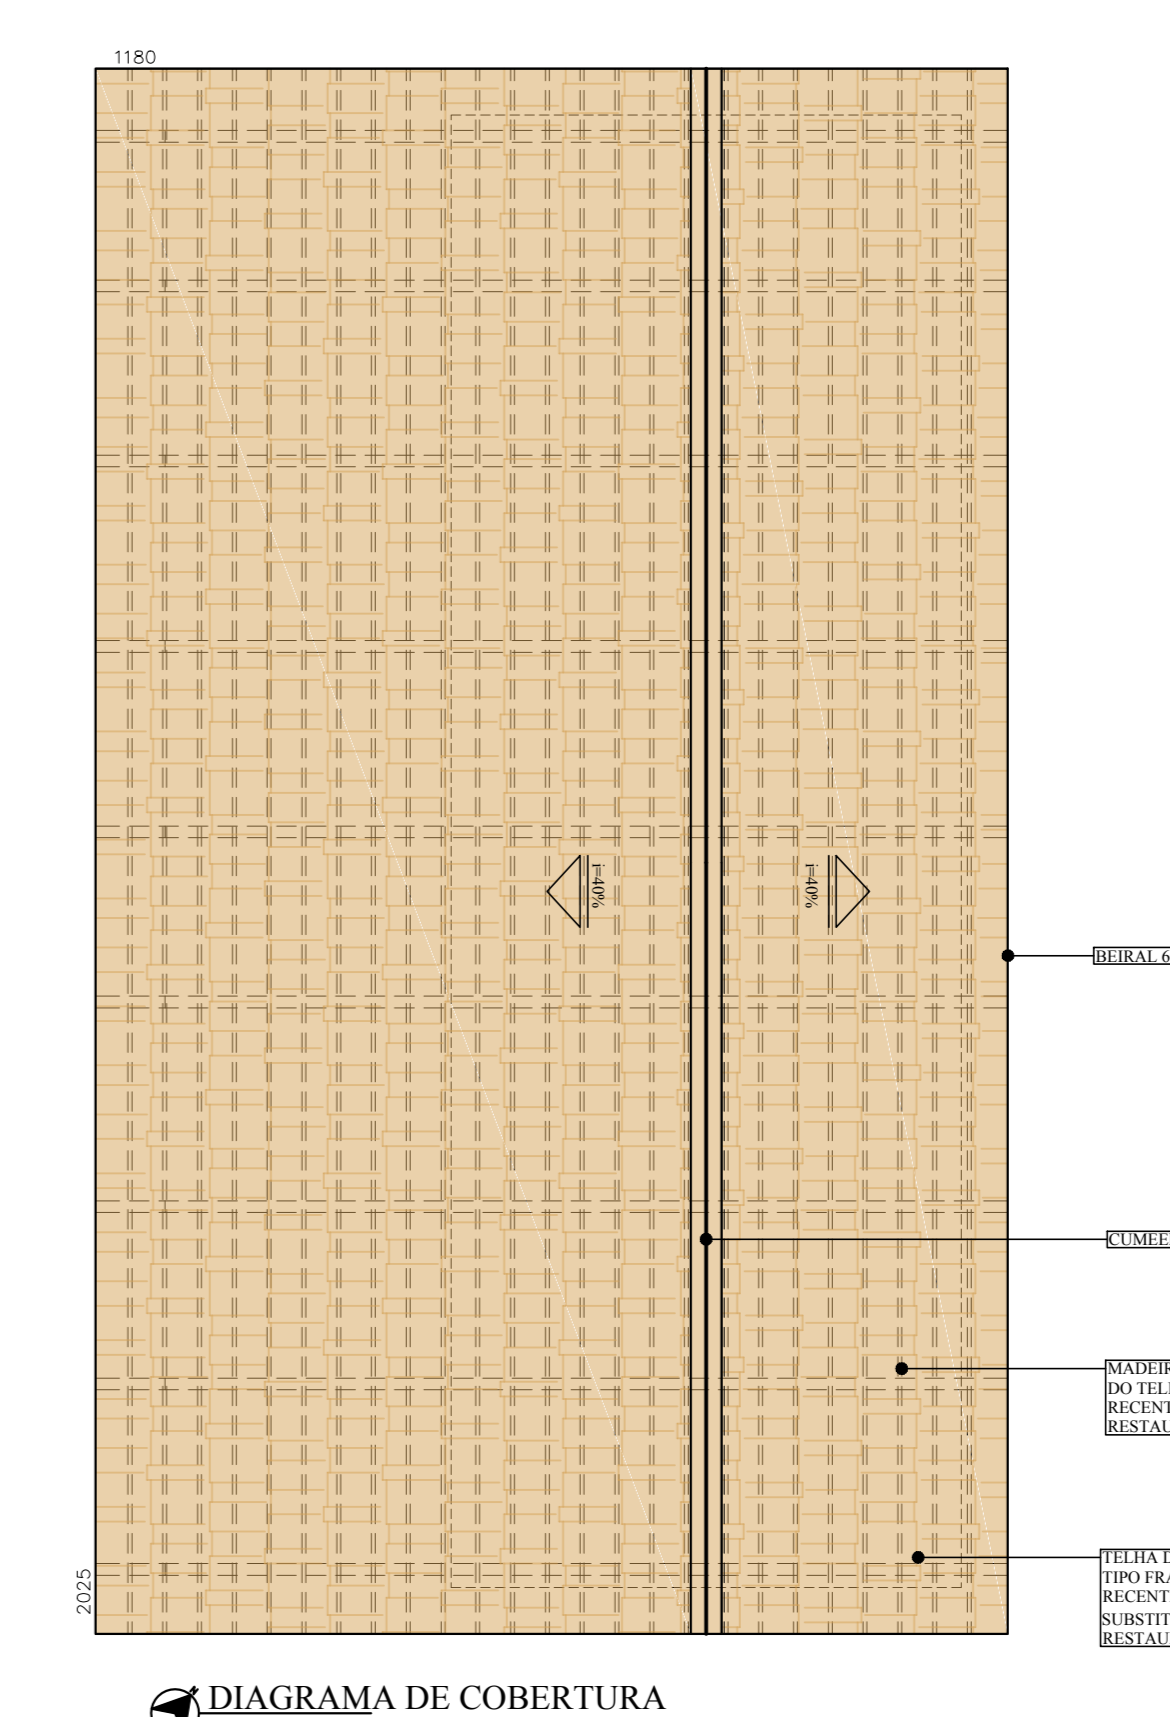 1180
i=40%
i=40%
BEIRAL 6
CUMEE
MADEIR
DO TEL
RECENT
RESTAU
TELHA D
TIPO FRA
RECENT
SUBSTIT
RESTAU
2025
N
DIAGRAMA DE COBERTURA